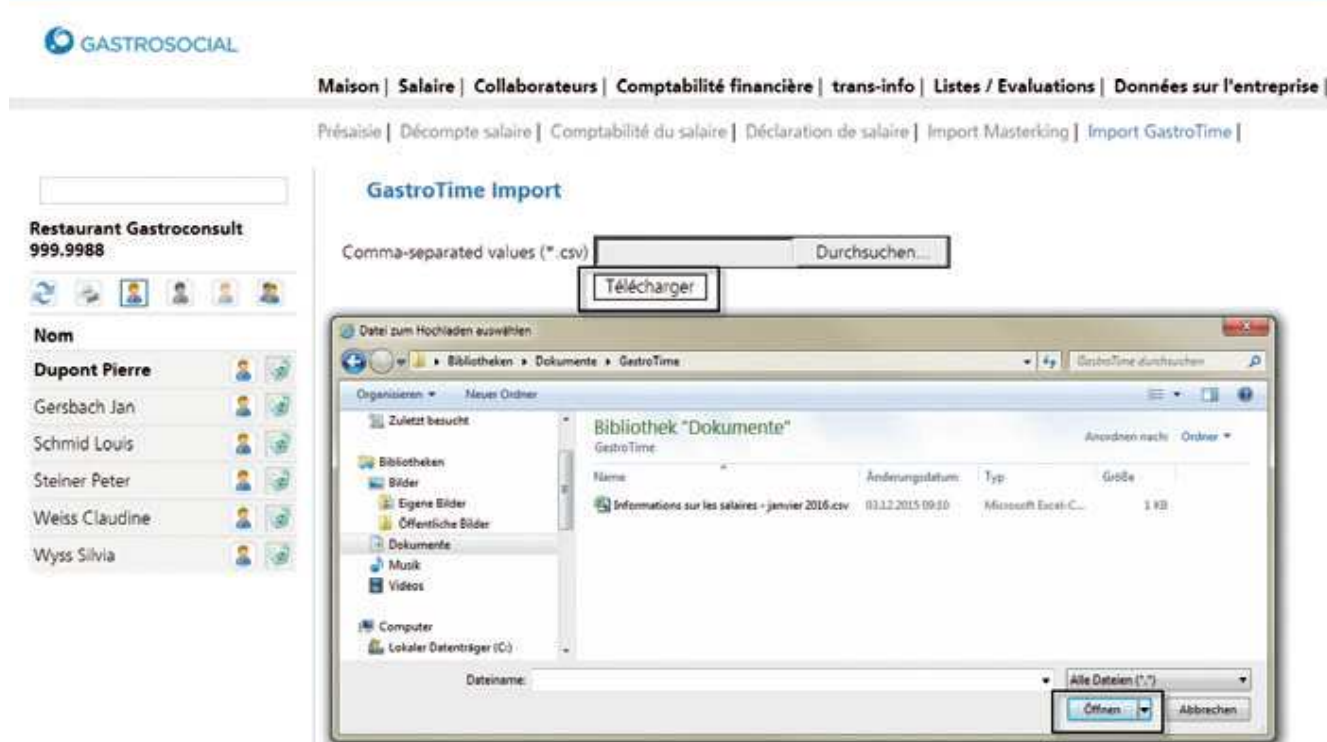 GASTROSOCIAL
Maison | Salaire | Collaborateurs | Comptabilité financière | trans-info | Listes / Evaluations | Données sur l'entreprise |
Présaisie | Décompte salaire | Comptabilité du salaire | Déclaration de salaire | Import Masterking | Import GastroTime |
Restaurant Gastroconsult
999.9988
Nom
Dupont Pierre
Gersbach Jan
Schmid Louis
Steiner Peter
Weiss Claudine
Wyss Silvia
GastroTime Import
Comma-separated values (*.csv) Durchsuchen...
Télécharger
Datei zum Hochladen auswählen
Bibliotheken ▸ Dokumente ▸ GastroTime GastroTime durchsuchen
Organisieren Neuer Ordner
Zuletzt besucht
Bibliotheken
Bilder
Eigene Bilder
Öffentliche Bilder
Dokumente
Musik
Videos
Computer
Lokaler Datenträger (C:)
Bibliothek "Dokumente"
GastroTime
Anordnen nach: Ordner
Name Änderungsdatum Typ Größe
Informations sur les salaires - janvier 2016.csv 03.12.2015 09:10 Microsoft Excel-C... 1 KB
Dateiname: Alle Dateien (*.*)
Öffnen Abbrechen